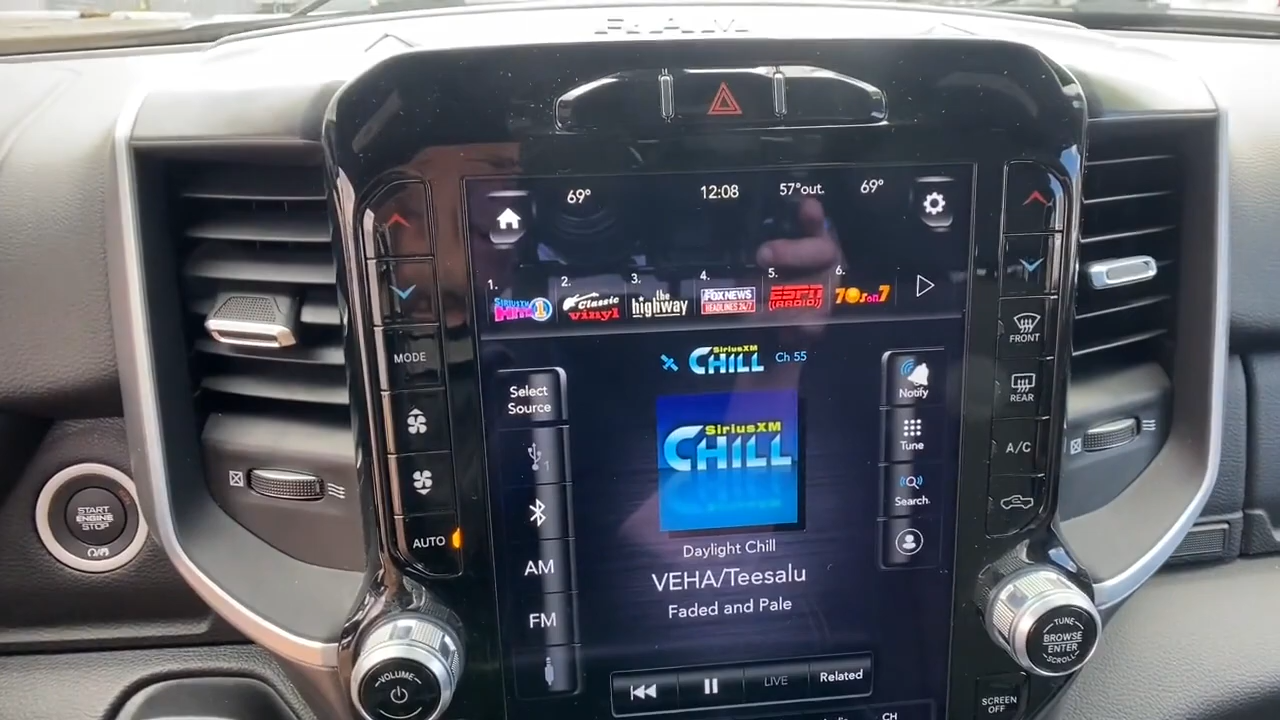 RAM
69°
12:08
57°out.
69°
1.
2.
3.
4.
5.
6.
SIRIUSXM
HITS 1
Classic
vinyl
the
highway
FOX NEWS
HEADLINES 24/7
ESPN
RADIO
70s on 7
SiriusXM
CHILL
Ch 55
Select
Source
Notify
SiriusXM
CHILL
Tune
1
Search
AM
FM
Daylight Chill
VEHA/Teesalu
Faded and Pale
LIVE
Related
CH
MODE
AUTO
FRONT
REAR
A/C
START
ENGINE
STOP
VOLUME
TUNE
BROWSE
ENTER
SCROLL
SCREEN
OFF